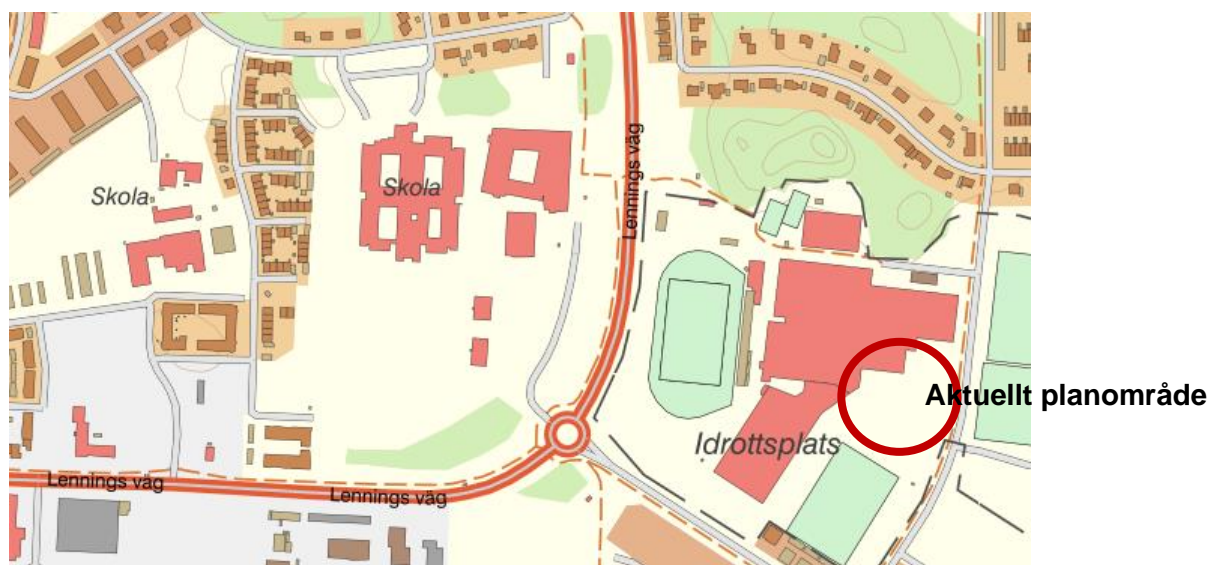 Lennings väg
Skola
Skola
Aktuellt planområde
Idrottsplats
Lennings väg
Lennings väg